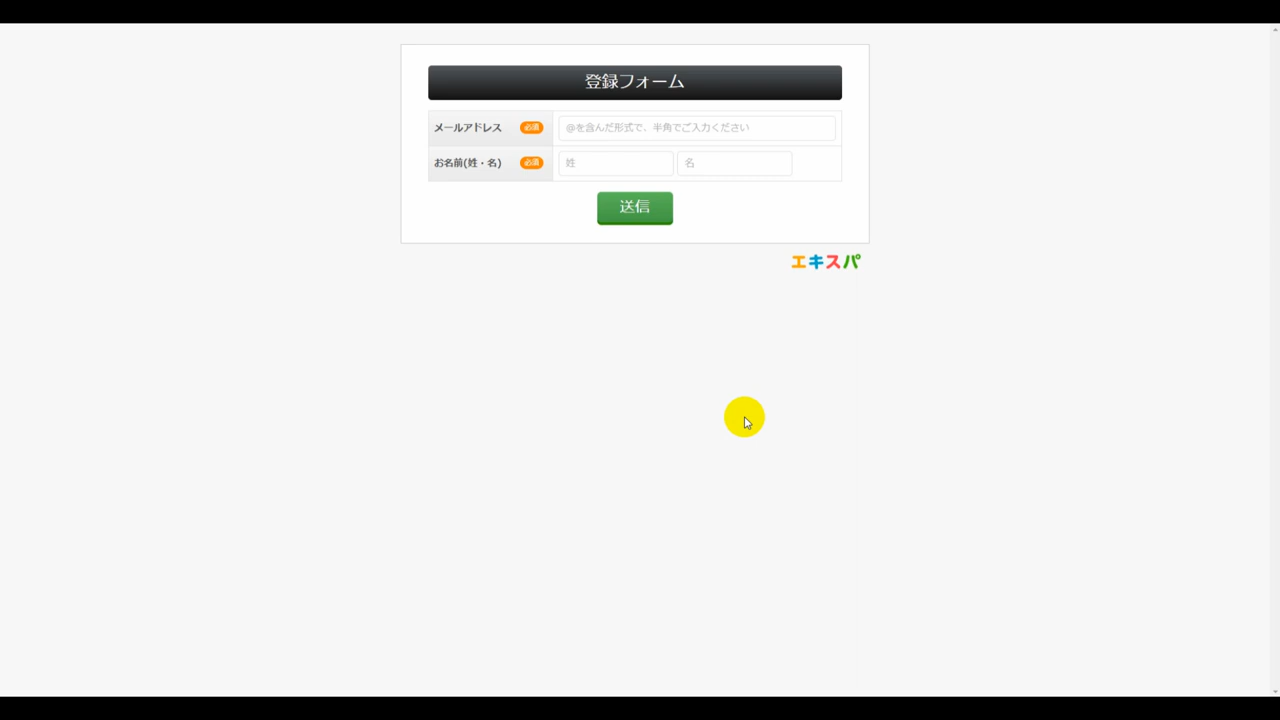 登録フォーム
メールアドレス 必須 @を含んだ形式で、半角でご入力ください
お名前(姓・名) 必須 姓 名
送信
エキスパ